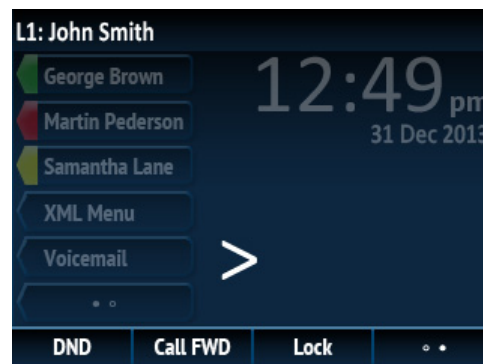 L1: John Smith
George Brown
12:49 pm
Martin Pederson
31 Dec 2013
Samantha Lane
XML Menu
Voicemail
>
DND Call FWD Lock